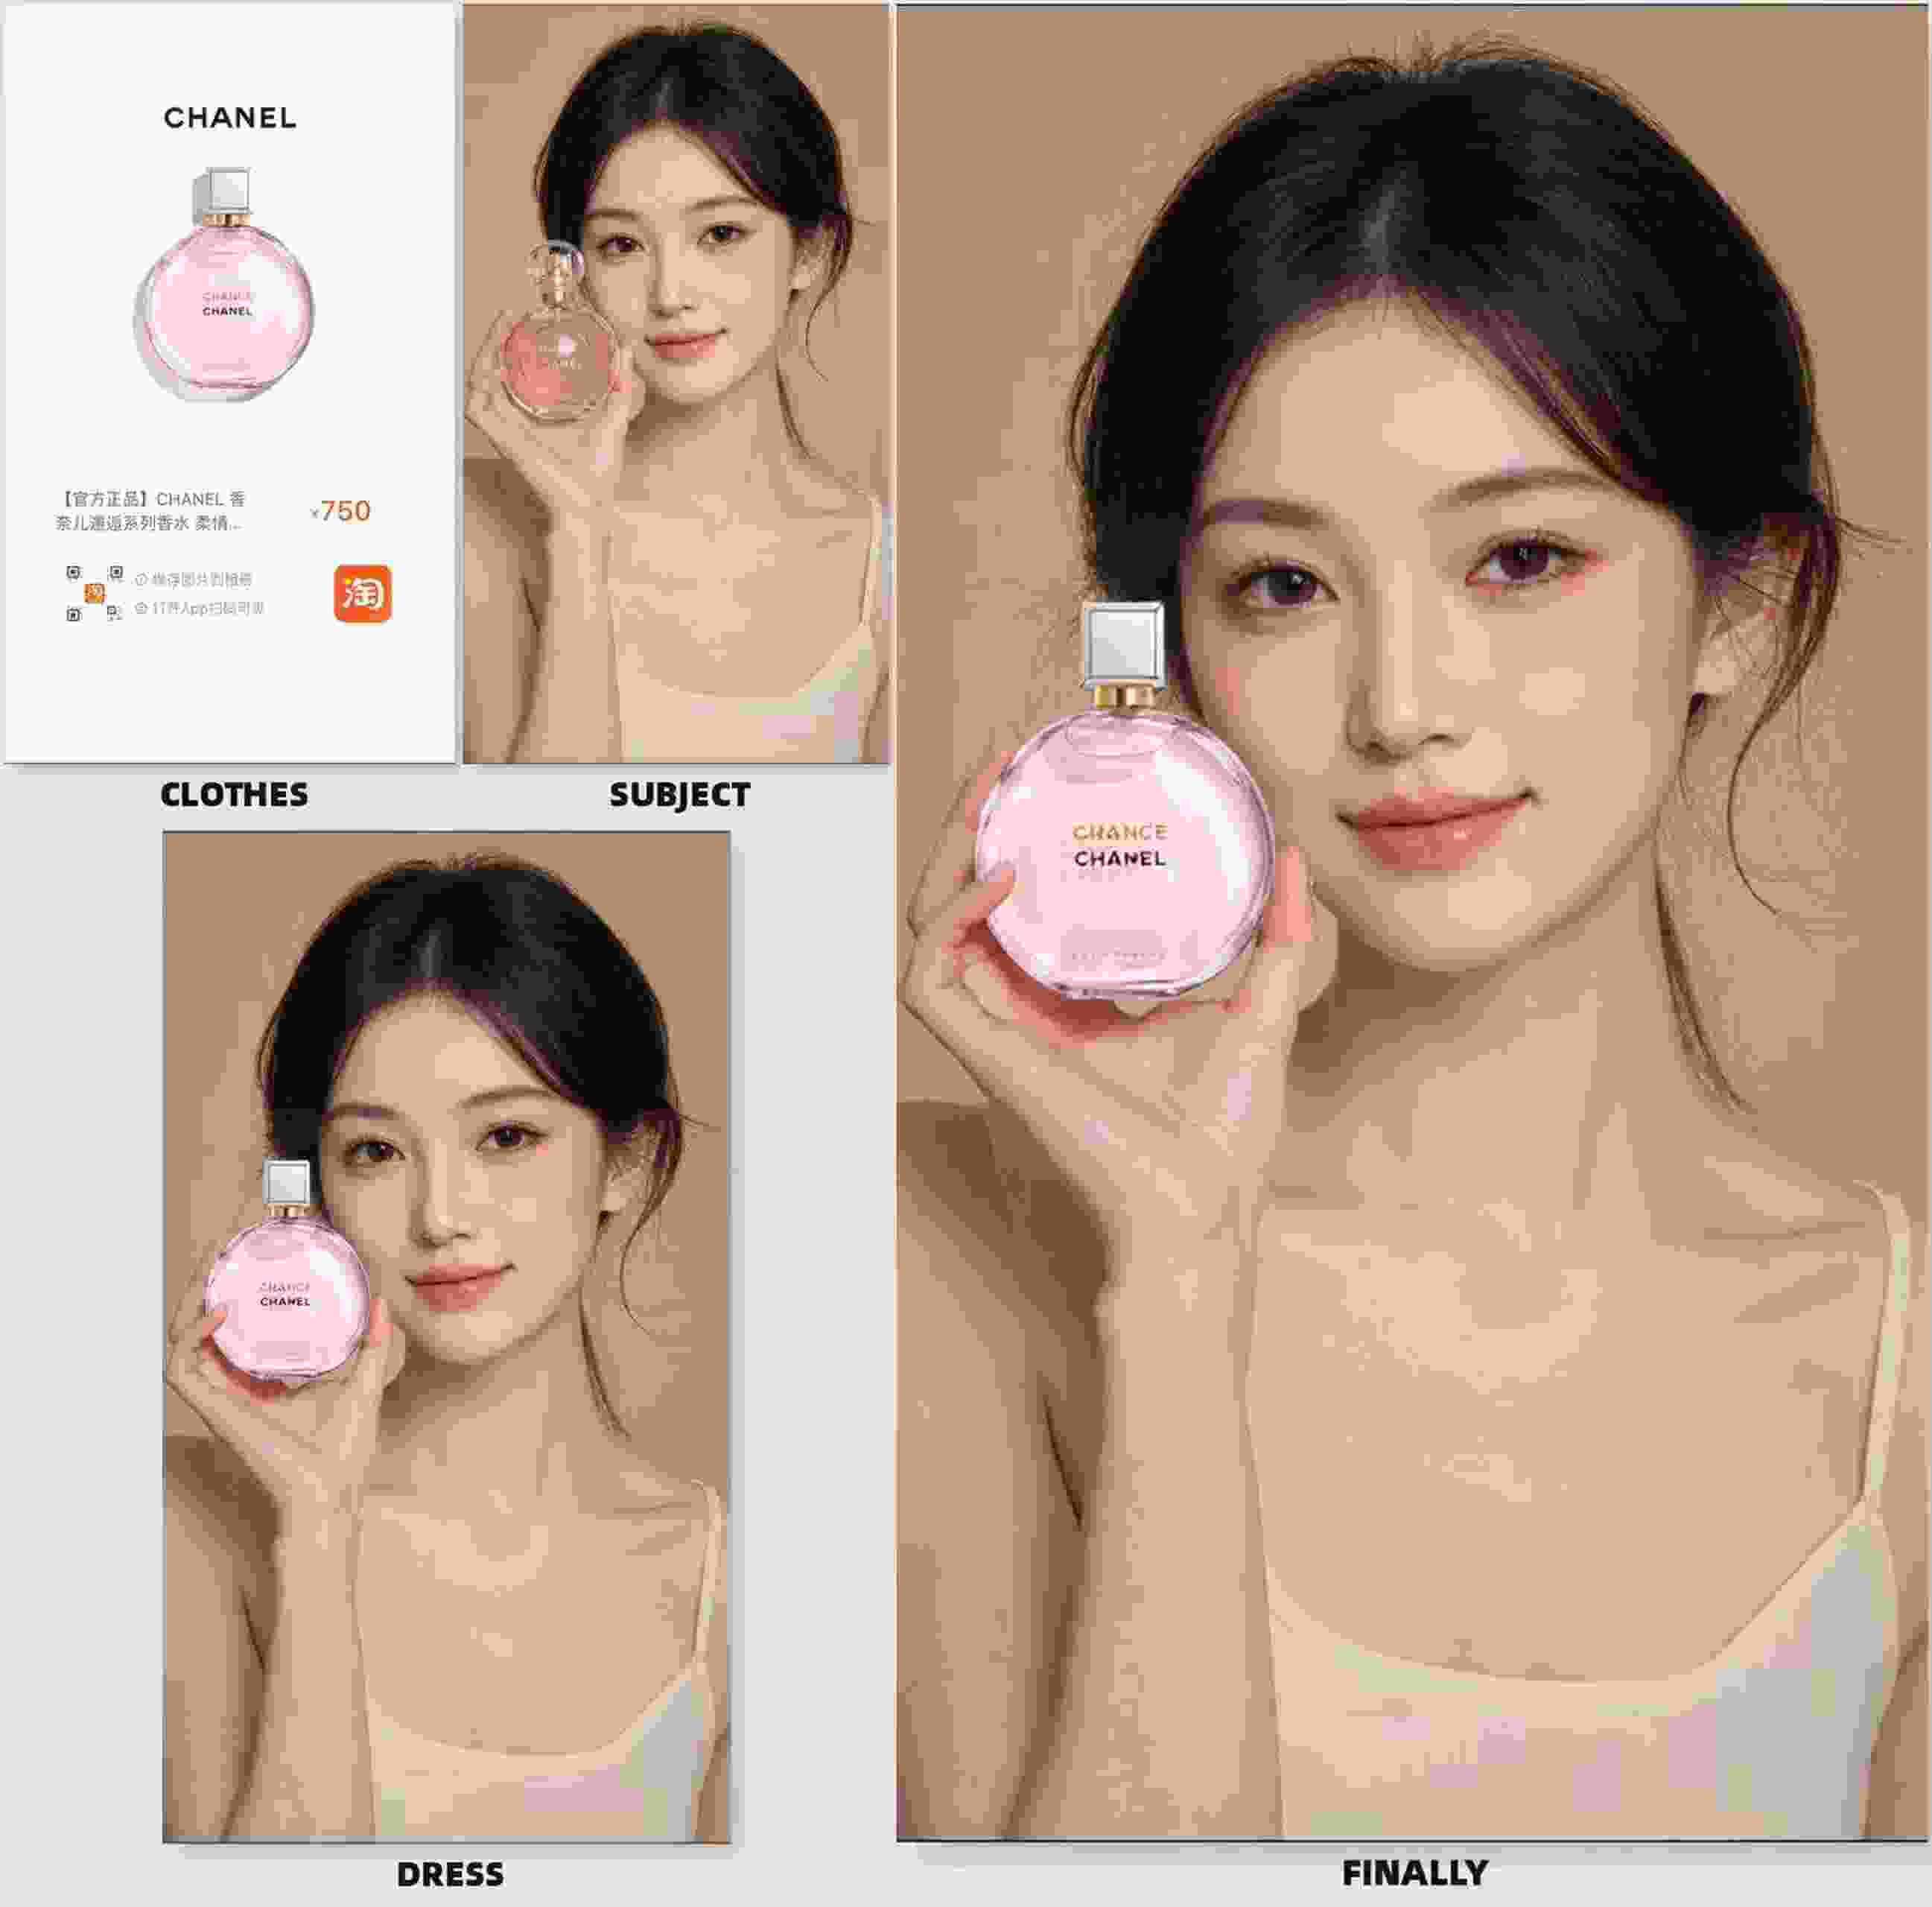 CHANEL
CHANCE
CHANEL
【官方正品】CHANEL 香
奈儿邂逅系列香水 柔情...
¥750
淘
CLOTHES
SUBJECT
CHANCE
CHANEL
DRESS
CHANCE
CHANEL
FINALLY